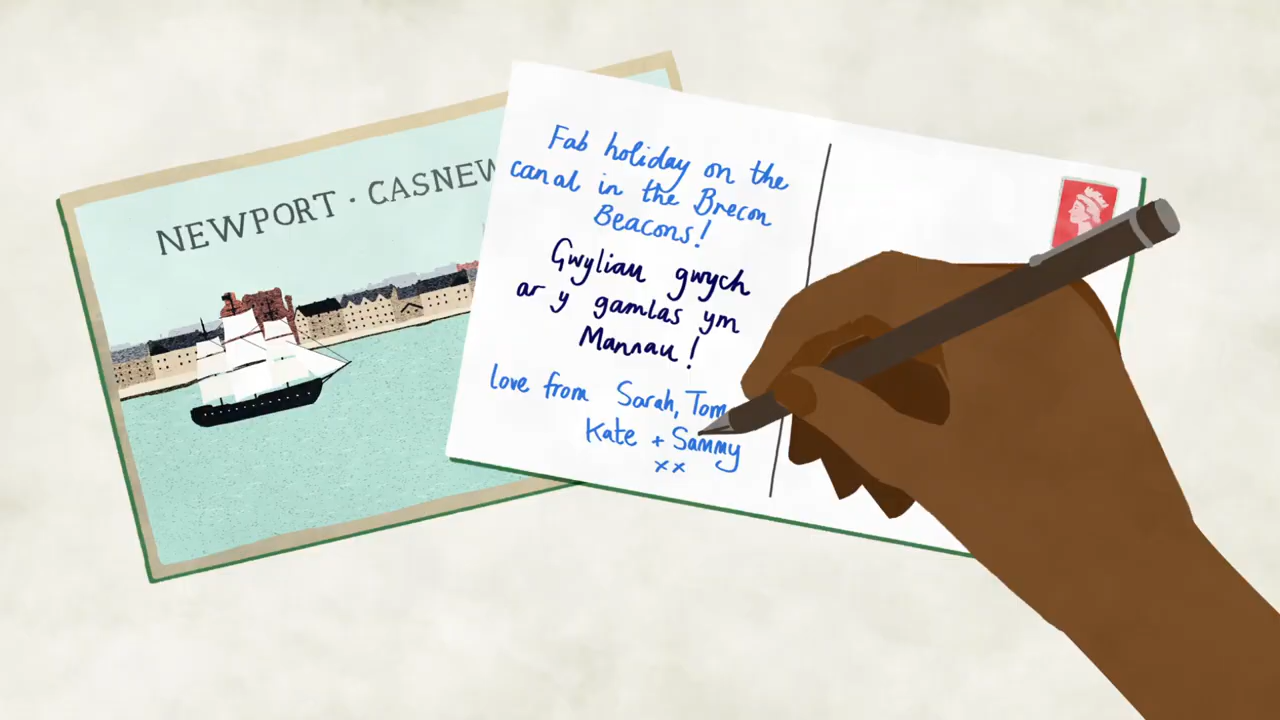 NEWPORT · CASNEW
Fab holiday on the
canal in the Brecon
Beacons!
Gwyliau gwych
ar y gamlas ym
Mannau!
love from Sarah, Tom
Kate + Sammy
xx